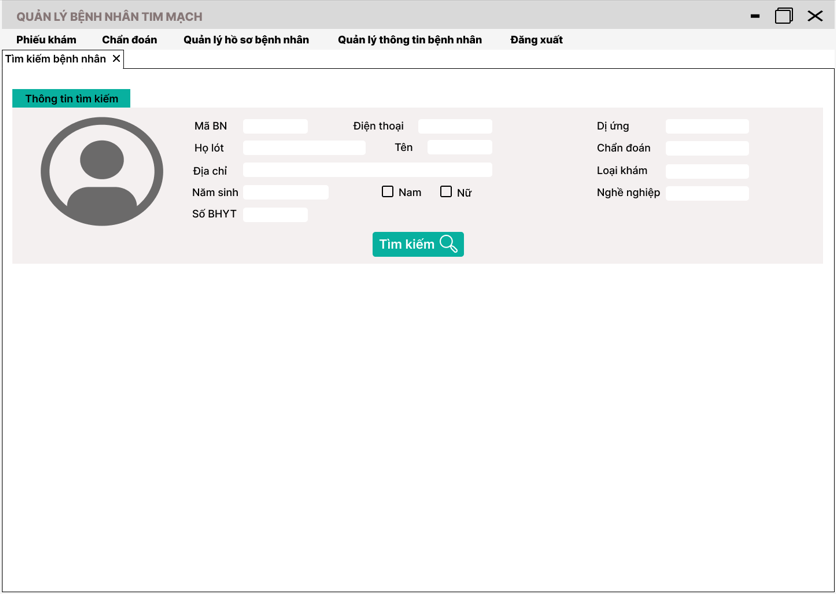 QUẢN LÝ BỆNH NHÂN TIM MẠCH
Phiếu khám Chẩn đoán Quản lý hồ sơ bệnh nhân Quản lý thông tin bệnh nhân Đăng xuất
Tìm kiếm bệnh nhân ✕
Thông tin tìm kiếm
Mã BN Điện thoại Dị ứng
Họ lót Tên Chẩn đoán
Địa chỉ Loại khám
Năm sinh Nam Nữ Nghề nghiệp
Số BHYT
Tìm kiếm